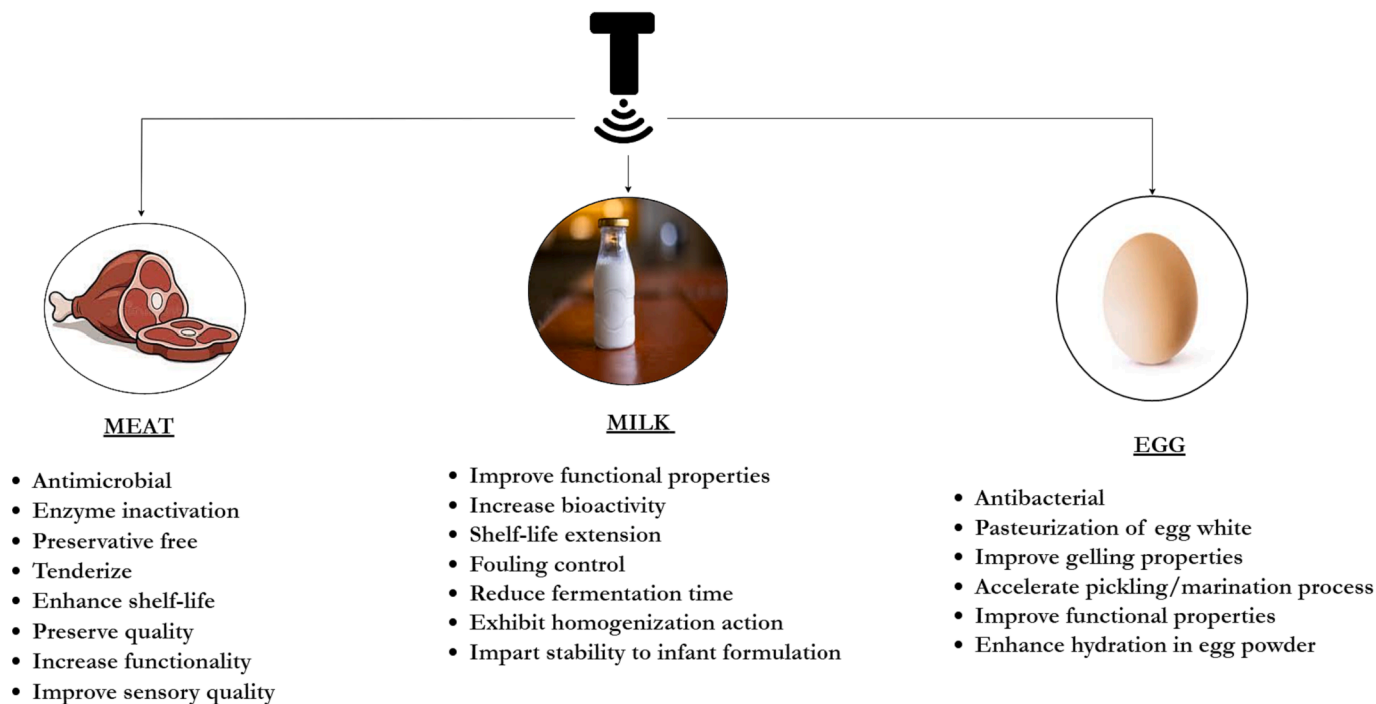 MEAT
• Antimicrobial
• Enzyme inactivation
• Preservative free
• Tenderize
• Enhance shelf-life
• Preserve quality
• Increase functionality
• Improve sensory quality
MILK
• Improve functional properties
• Increase bioactivity
• Shelf-life extension
• Fouling control
• Reduce fermentation time
• Exhibit homogenization action
• Impart stability to infant formulation
EGG
• Antibacterial
• Pasteurization of egg white
• Improve gelling properties
• Accelerate pickling/marination process
• Improve functional properties
• Enhance hydration in egg powder